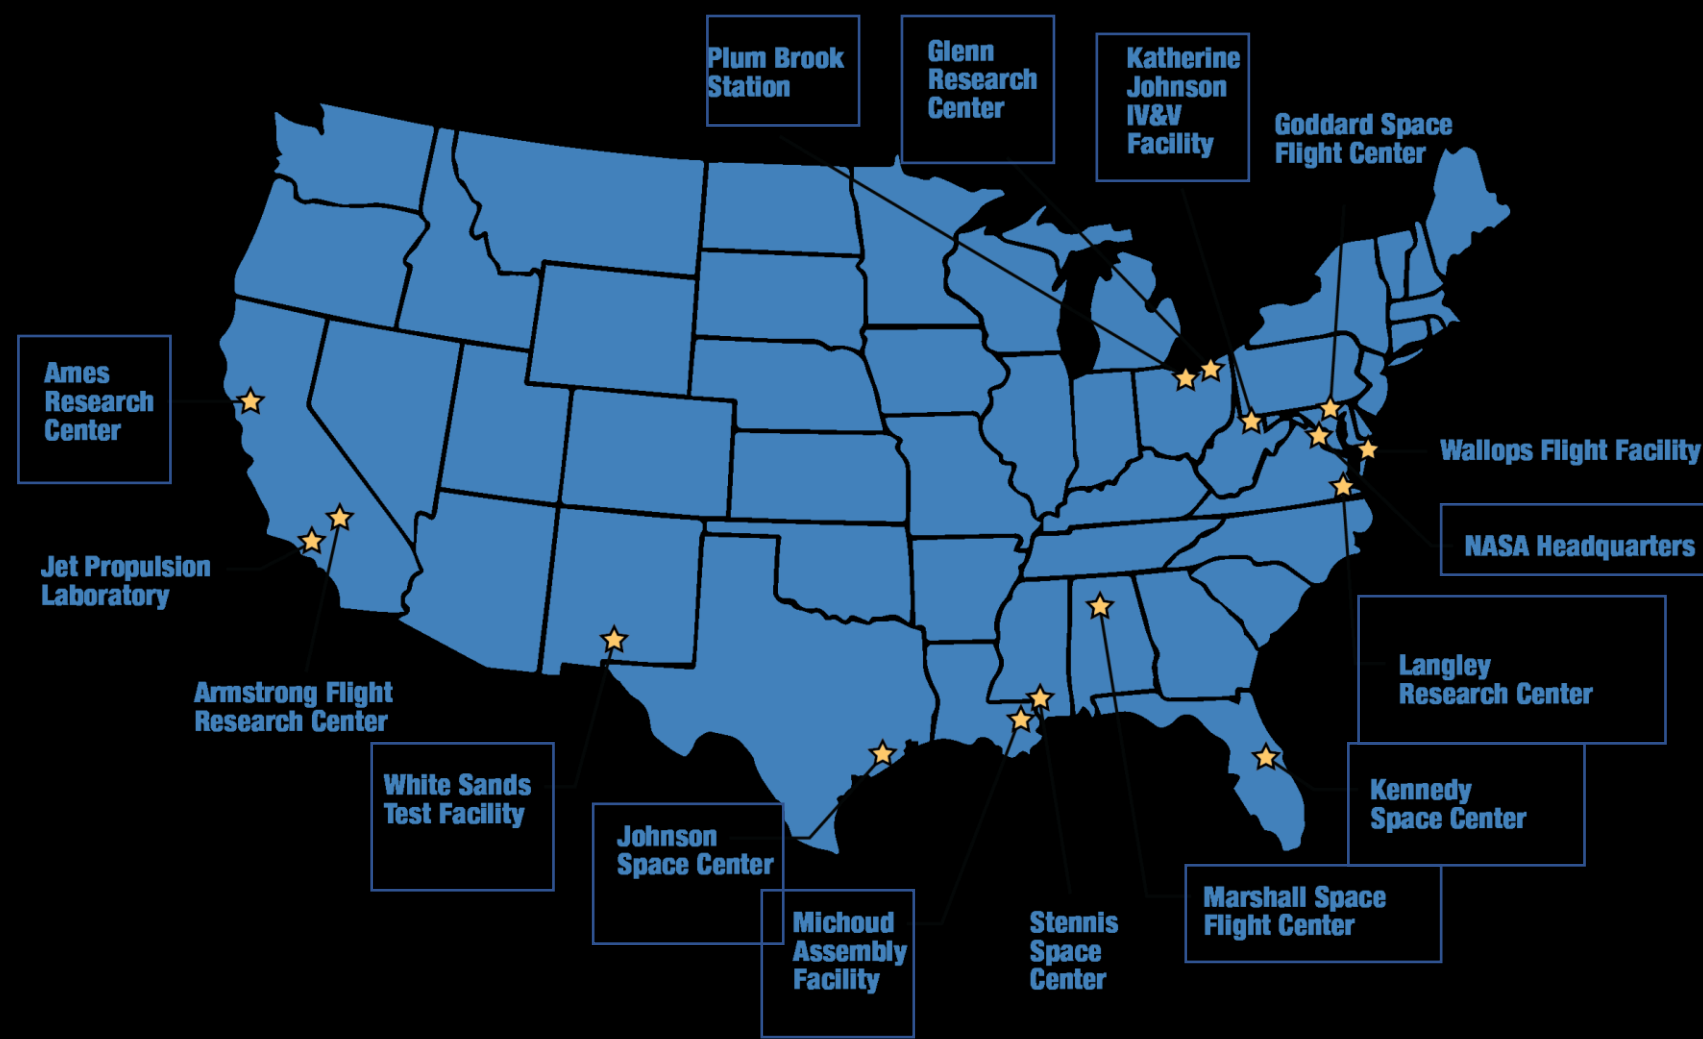 Plum Brook
Station
Glenn
Research
Center
Katherine
Johnson
IV&V
Facility
Goddard Space
Flight Center
Ames
Research
Center
Wallops Flight Facility
NASA Headquarters
Jet Propulsion
Laboratory
Langley
Research Center
Armstrong Flight
Research Center
White Sands
Test Facility
Kennedy
Space Center
Johnson
Space Center
Marshall Space
Flight Center
Michoud
Assembly
Facility
Stennis
Space
Center